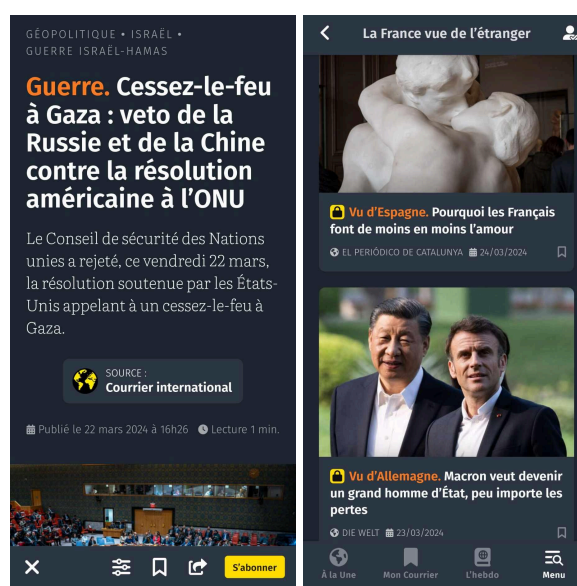 GÉOPOLITIQUE • ISRAËL •
GUERRE ISRAËL-HAMAS
Guerre. Cessez-le-feu
à Gaza : veto de la
Russie et de la Chine
contre la résolution
américaine à l’ONU
Le Conseil de sécurité des Nations
unies a rejeté, ce vendredi 22 mars,
la résolution soutenue par les États-
Unis appelant à un cessez-le-feu à
Gaza.
SOURCE :
Courrier international
Publié le 22 mars 2024 à 16h26 Lecture 1 min.
S'abonner
La France vue de l’étranger
Vu d’Espagne. Pourquoi les Français
font de moins en moins l’amour
EL PERIÓDICO DE CATALUNYA 24/03/2024
Vu d’Allemagne. Macron veut devenir
un grand homme d’État, peu importe les
pertes
DIE WELT 23/03/2024
À la Une Mon Courrier L'hebdo Menu